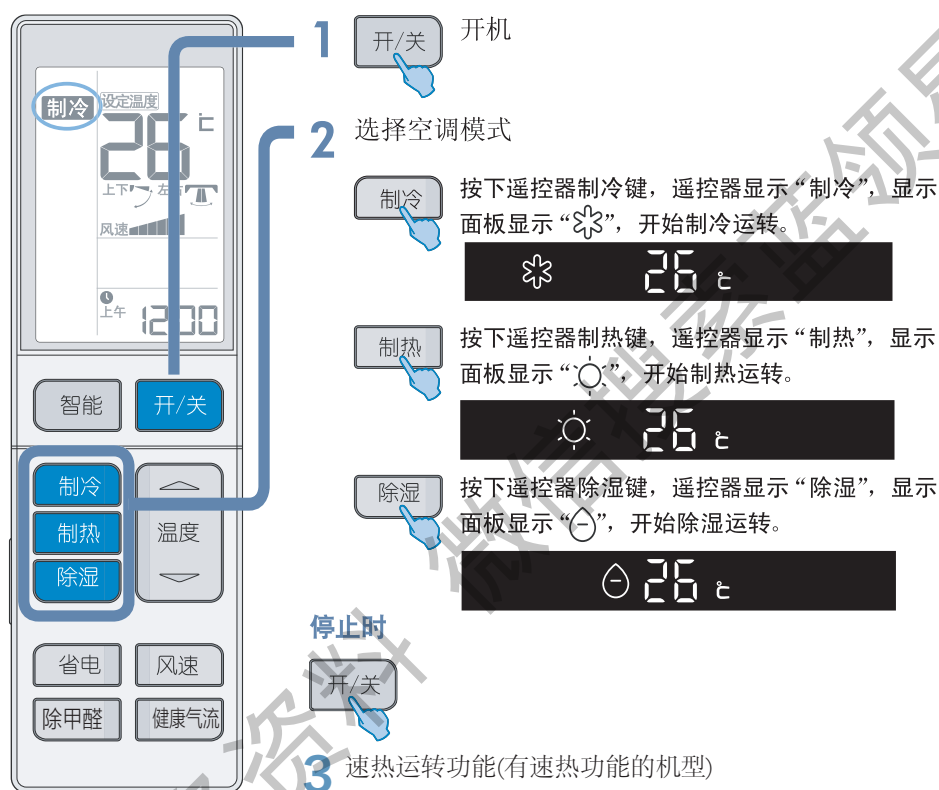 制冷
设定温度
26℃
上下 左右
风速
上午 12:00
智能
开/关
制冷
制热
除湿
温度
省电
风速
除甲醛
健康气流
1
开/关
开机
2
选择空调模式
制冷
按下遥控器制冷键，遥控器显示“制冷”，显示
面板显示“”，开始制冷运转。
26℃
制热
按下遥控器制热键，遥控器显示“制热”，显示
面板显示“”，开始制热运转。
26℃
除湿
按下遥控器除湿键，遥控器显示“除湿”，显示
面板显示“”，开始除湿运转。
26℃
停止时
开/关
3 速热运转功能(有速热功能的机型)
资料 微信搜索蓝领